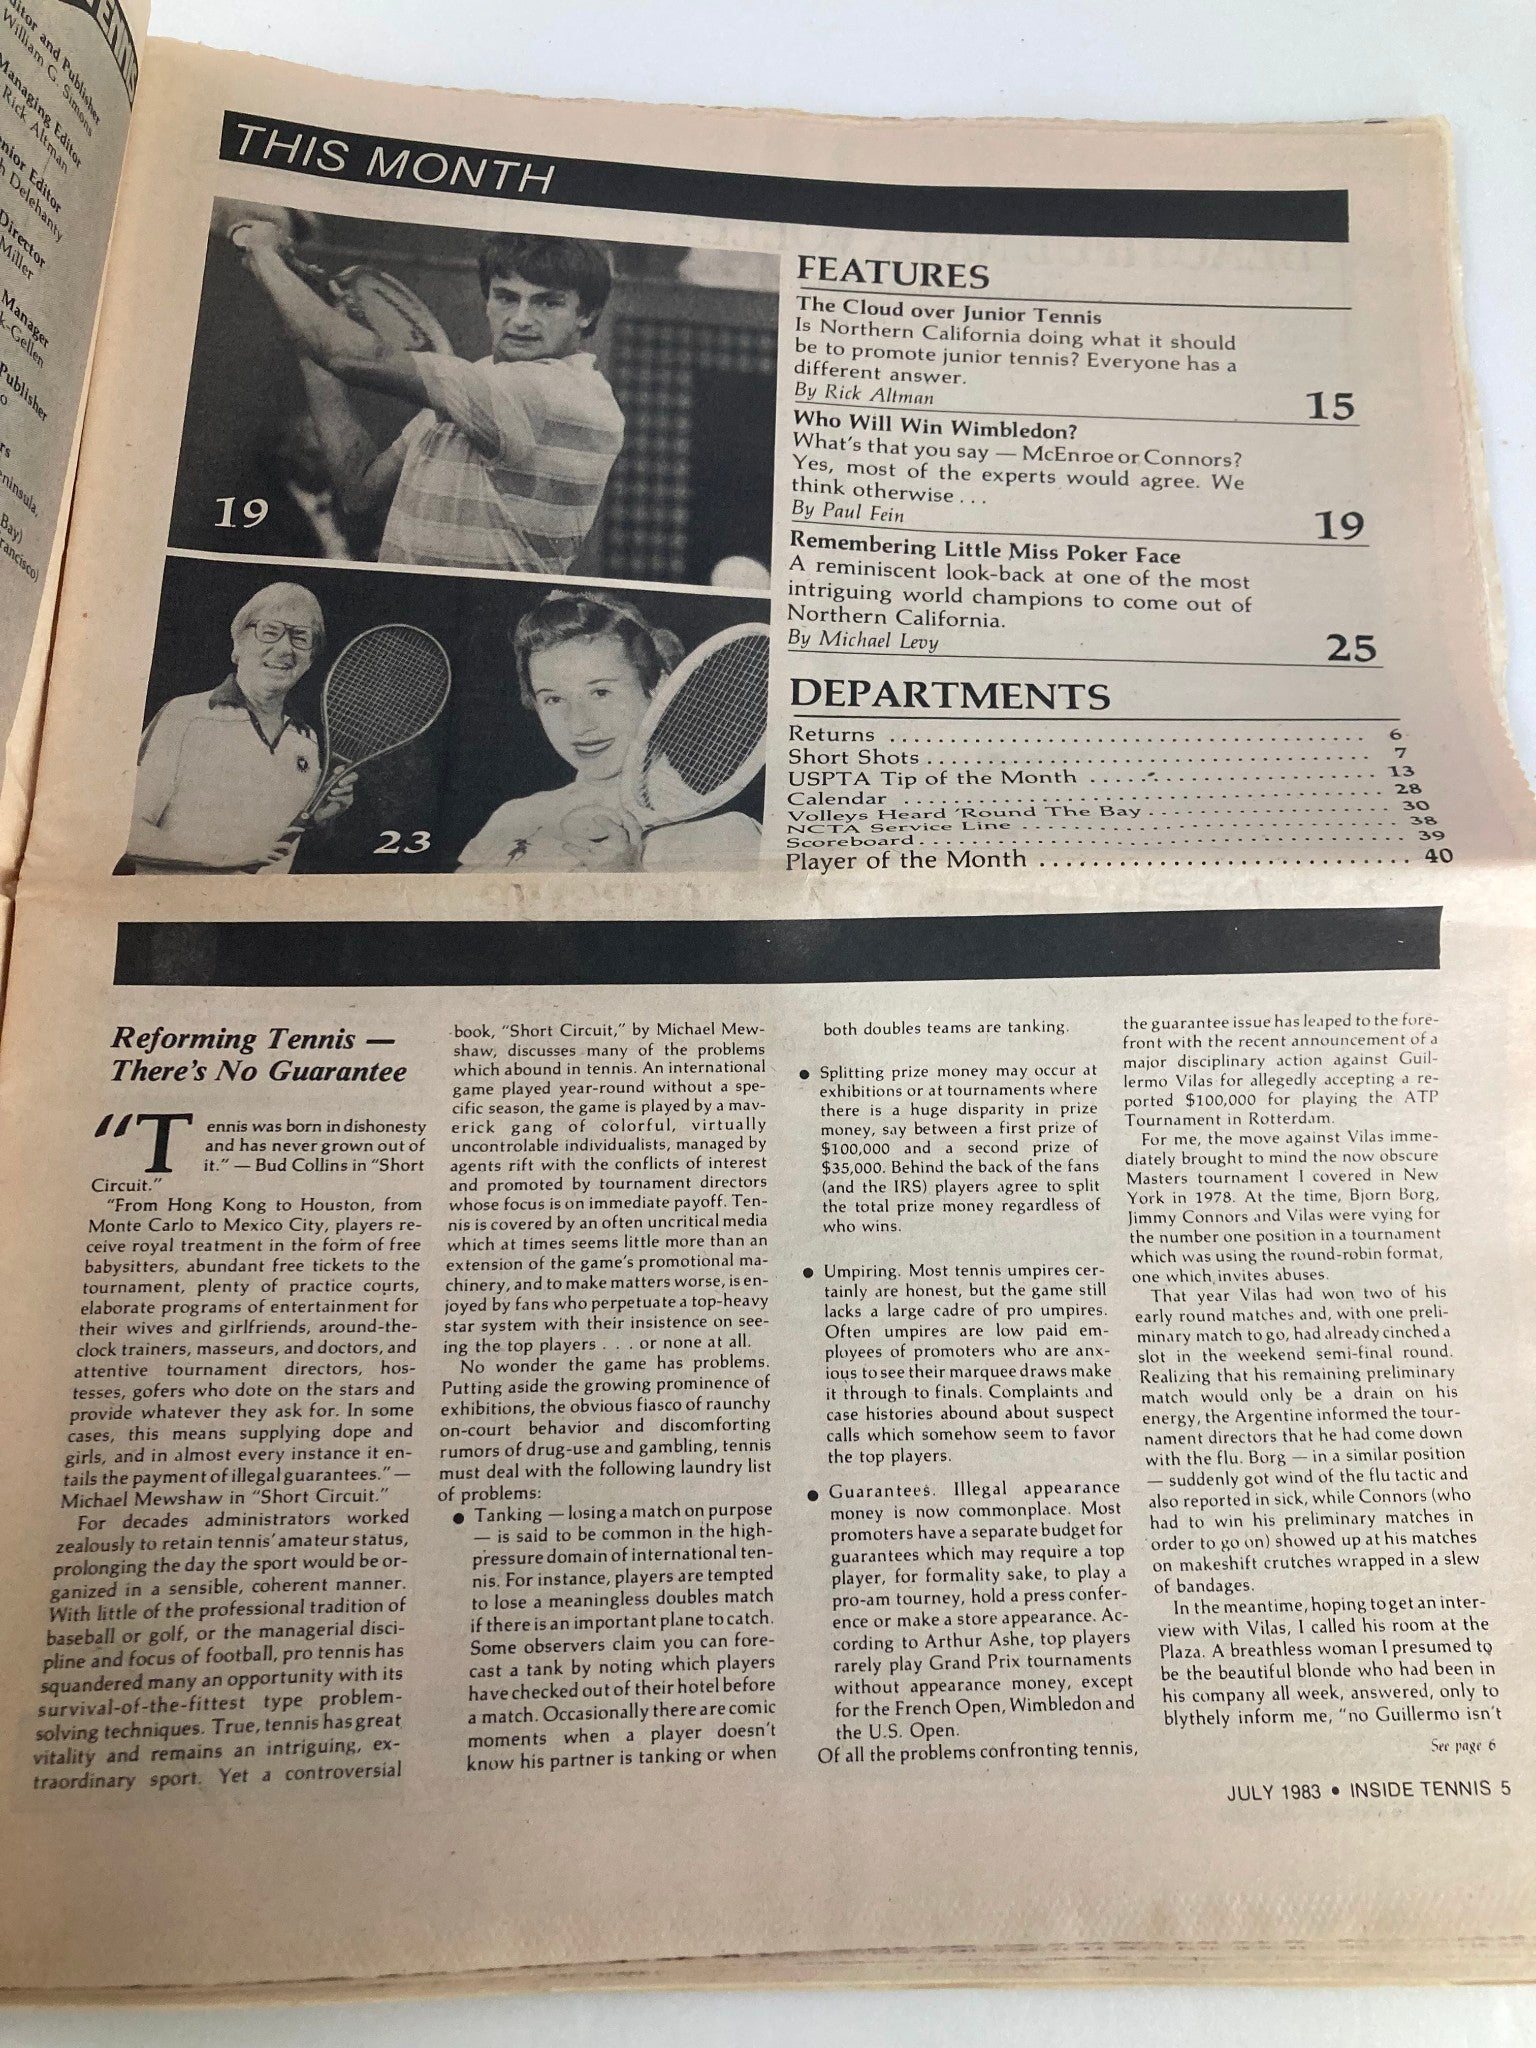 TENNIS
Editor and Publisher
William G. Simons
Managing Editor
Rick Altman
Senior Editor
Delehanty
Director
Miller
Manager
k-Gellen
Publisher
o
rs
eninsula,
Bay)
rancisco)
THIS MONTH
19
23
FEATURES
The Cloud over Junior Tennis
Is Northern California doing what it should
be to promote junior tennis? Everyone has a
different answer.
By Rick Altman
15
Who Will Win Wimbledon?
What's that you say — McEnroe or Connors?
Yes, most of the experts would agree. We
think otherwise . . .
By Paul Fein
19
Remembering Little Miss Poker Face
A reminiscent look-back at one of the most
intriguing world champions to come out of
Northern California.
By Michael Levy
25
DEPARTMENTS
Returns . . . . . . . . . . 6
Short Shots . . . . . . . . . . 7
USPTA Tip of the Month . . . . . . . . . . 13
Calendar . . . . . . . . . . 28
Volleys Heard 'Round The Bay . . . . . . . . . . 30
NCTA Service Line . . . . . . . . . . 38
Scoreboard . . . . . . . . . . 39
Player of the Month . . . . . . . . . . 40
Reforming Tennis —
There's No Guarantee
"Tennis was born in dishonesty
and has never grown out of
it." — Bud Collins in "Short
Circuit."
"From Hong Kong to Houston, from
Monte Carlo to Mexico City, players re-
ceive royal treatment in the form of free
babysitters, abundant free tickets to the
tournament, plenty of practice courts,
elaborate programs of entertainment for
their wives and girlfriends, around-the-
clock trainers, masseurs, and doctors, and
attentive tournament directors, hos-
tesses, gofers who dote on the stars and
provide whatever they ask for. In some
cases, this means supplying dope and
girls, and in almost every instance it en-
tails the payment of illegal guarantees." —
Michael Mewshaw in "Short Circuit."
For decades administrators worked
zealously to retain tennis' amateur status,
prolonging the day the sport would be or-
ganized in a sensible, coherent manner.
With little of the professional tradition of
baseball or golf, or the managerial disci-
pline and focus of football, pro tennis has
squandered many an opportunity with its
survival-of-the-fittest type problem-
solving techniques. True, tennis has great
vitality and remains an intriguing, ex-
traordinary sport. Yet a controversial
book, "Short Circuit," by Michael Mew-
shaw, discusses many of the problems
which abound in tennis. An international
game played year-round without a spe-
cific season, the game is played by a mav-
erick gang of colorful, virtually
uncontrolable individualists, managed by
agents rift with the conflicts of interest
and promoted by tournament directors
whose focus is on immediate payoff. Ten-
nis is covered by an often uncritical media
which at times seems little more than an
extension of the game's promotional ma-
chinery, and to make matters worse, is en-
joyed by fans who perpetuate a top-heavy
star system with their insistence on see-
ing the top players . . . or none at all.
No wonder the game has problems.
Putting aside the growing prominence of
exhibitions, the obvious fiasco of raunchy
on-court behavior and discomforting
rumors of drug-use and gambling, tennis
must deal with the following laundry list
of problems:
● Tanking — losing a match on purpose
— is said to be common in the high-
pressure domain of international ten-
nis. For instance, players are tempted
to lose a meaningless doubles match
if there is an important plane to catch.
Some observers claim you can fore-
cast a tank by noting which players
have checked out of their hotel before
a match. Occasionally there are comic
moments when a player doesn't
know his partner is tanking or when
both doubles teams are tanking.
● Splitting prize money may occur at
exhibitions or at tournaments where
there is a huge disparity in prize
money, say between a first prize of
$100,000 and a second prize of
$35,000. Behind the back of the fans
(and the IRS) players agree to split
the total prize money regardless of
who wins.
● Umpiring. Most tennis umpires cer-
tainly are honest, but the game still
lacks a large cadre of pro umpires.
Often umpires are low paid em-
ployees of promoters who are anx-
ious to see their marquee draws make
it through to finals. Complaints and
case histories abound about suspect
calls which somehow seem to favor
the top players.
● Guarantees. Illegal appearance
money is now commonplace. Most
promoters have a separate budget for
guarantees which may require a top
player, for formality sake, to play a
pro-am tourney, hold a press confer-
ence or make a store appearance. Ac-
cording to Arthur Ashe, top players
rarely play Grand Prix tournaments
without appearance money, except
for the French Open, Wimbledon and
the U.S. Open.
Of all the problems confronting tennis,
the guarantee issue has leaped to the fore-
front with the recent announcement of a
major disciplinary action against Guil-
lermo Vilas for allegedly accepting a re-
ported $100,000 for playing the ATP
Tournament in Rotterdam.
For me, the move against Vilas imme-
diately brought to mind the now obscure
Masters tournament I covered in New
York in 1978. At the time, Bjorn Borg,
Jimmy Connors and Vilas were vying for
the number one position in a tournament
which was using the round-robin format,
one which invites abuses.
That year Vilas had won two of his
early round matches and, with one preli-
minary match to go, had already cinched a
slot in the weekend semi-final round.
Realizing that his remaining preliminary
match would only be a drain on his
energy, the Argentine informed the tour-
nament directors that he had come down
with the flu. Borg — in a similar position
— suddenly got wind of the flu tactic and
also reported in sick, while Connors (who
had to win his preliminary matches in
order to go on) showed up at his matches
on makeshift crutches wrapped in a slew
of bandages.
In the meantime, hoping to get an inter-
view with Vilas, I called his room at the
Plaza. A breathless woman I presumed to
be the beautiful blonde who had been in
his company all week, answered, only to
blythely inform me, "no Guillermo isn't
See page 6
JULY 1983 ● INSIDE TENNIS 5